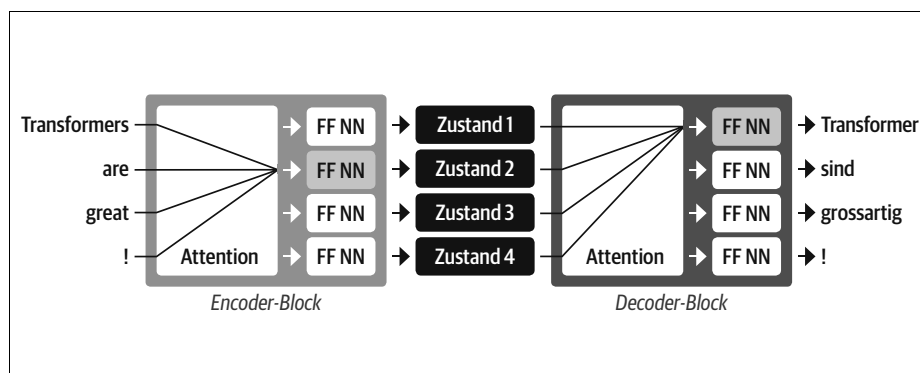 Transformers FF NN Zustand 1 FF NN Transformer
are FF NN Zustand 2 FF NN sind
great FF NN Zustand 3 FF NN grossartig
! Attention FF NN Zustand 4 Attention FF NN !
Encoder-Block Decoder-Block